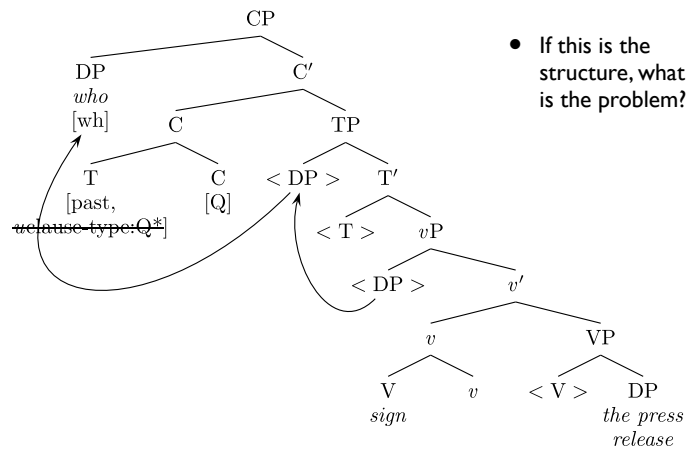 CP
• If this is the
DP
C′
structure, what
who
is the problem?
[wh]
C
TP
T
C
< DP >
T′
[past,
[Q]
uclause-type:Q*]
< T >
vP
< DP >
v′
v
VP
V
v
< V >
DP
sign
the press
release